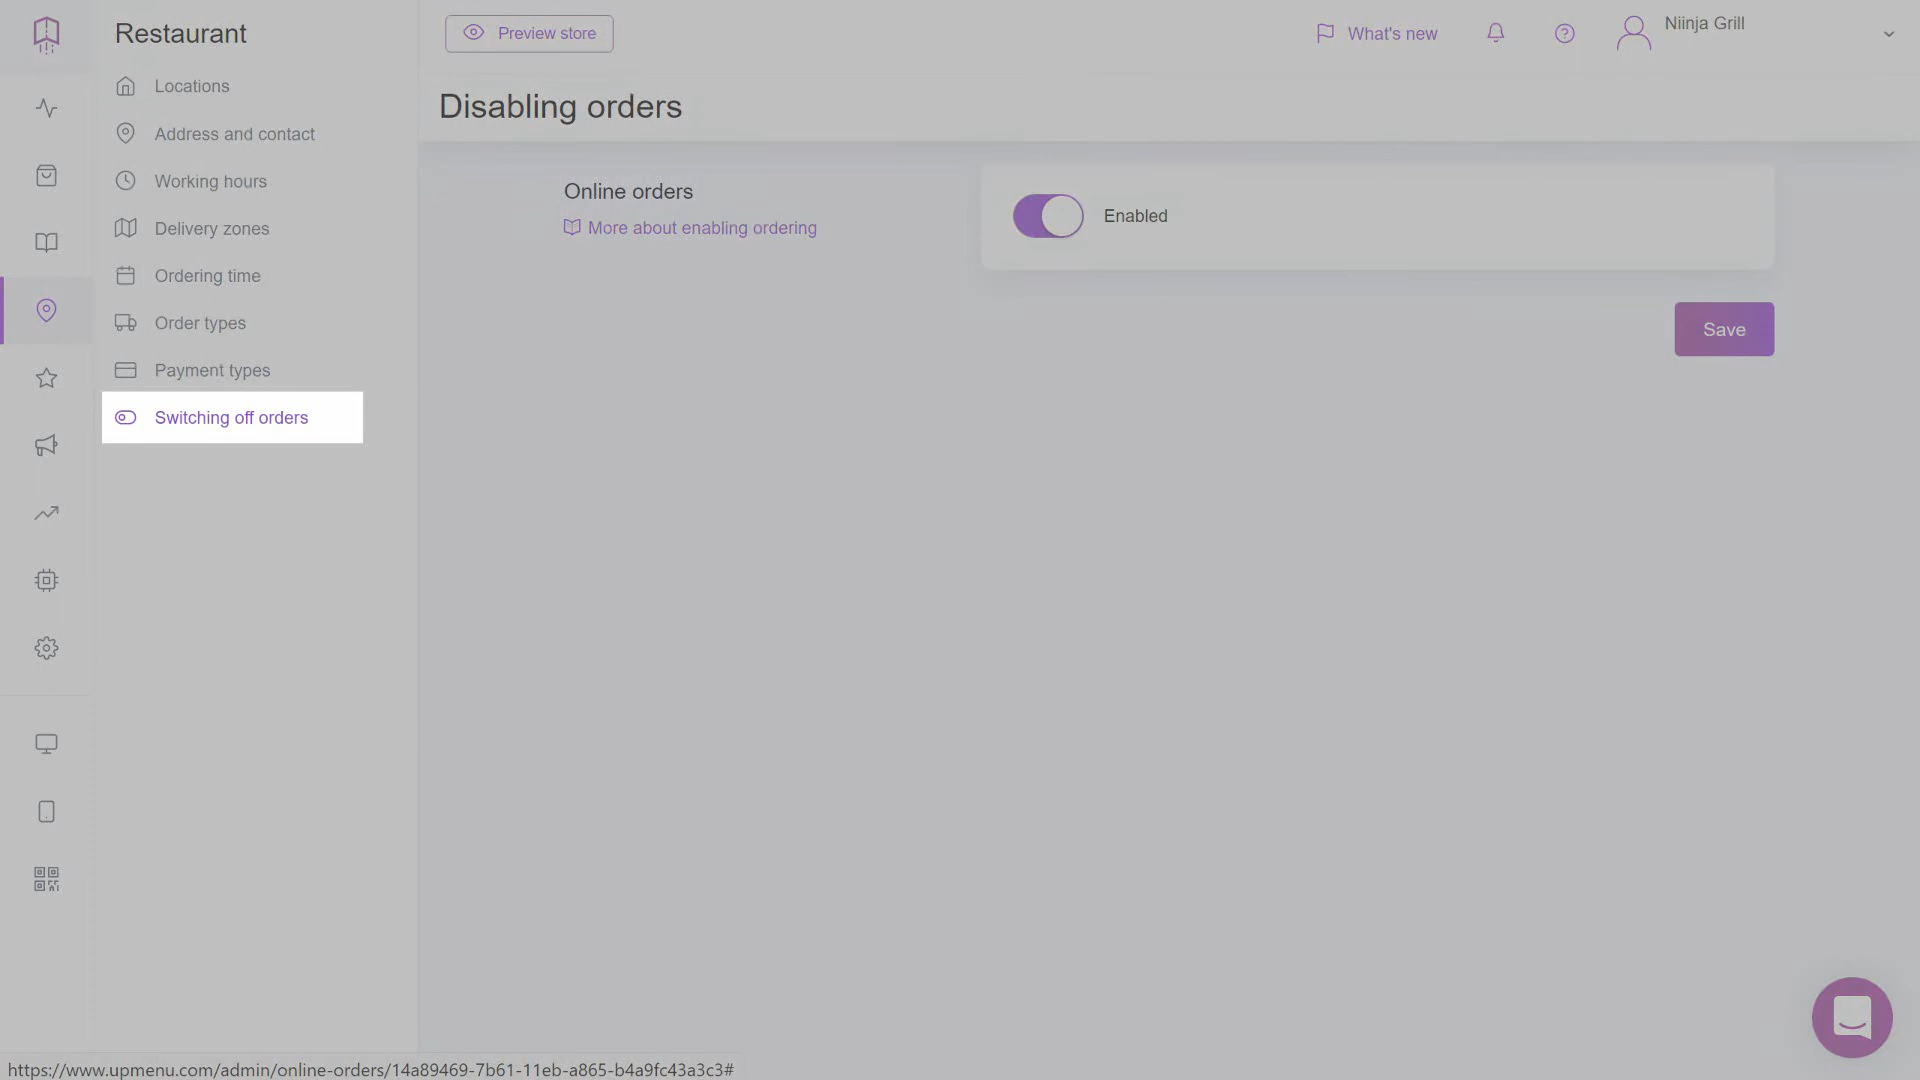 Restaurant
Locations
Address and contact
Working hours
Delivery zones
Ordering time
Order types
Payment types
Switching off orders
Preview store
What's new
Niinja Grill
Disabling orders
Online orders
More about enabling ordering
Enabled
Save
https://www.upmenu.com/admin/online-orders/14a89469-7b61-11eb-a865-b4a9fc43a3c3#